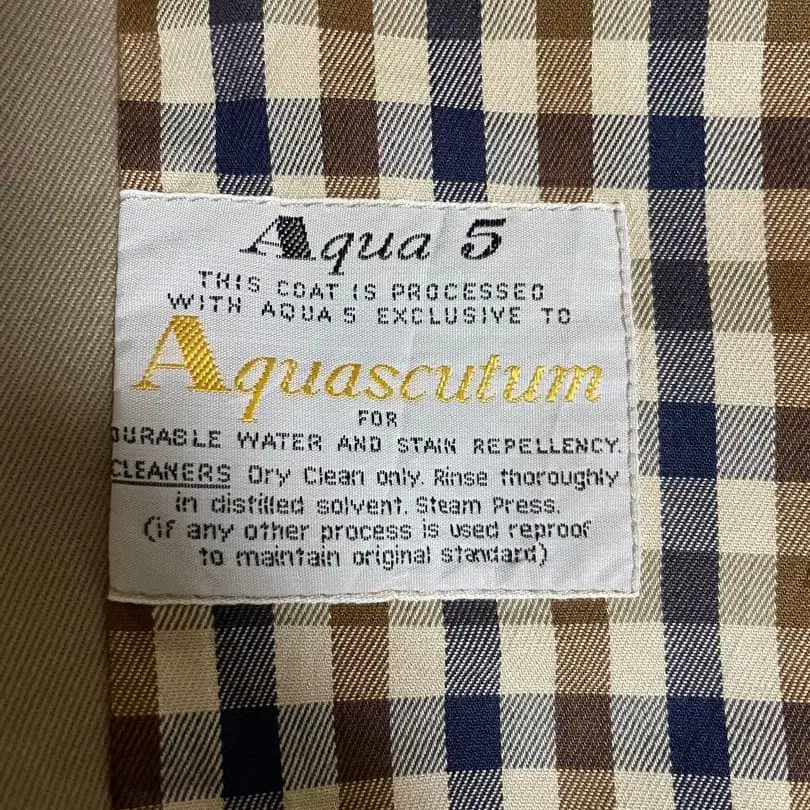 Aqua 5
THIS COAT IS PROCESSED
WITH AQUA 5 EXCLUSIVE TO
Aquascutum
FOR
DURABLE WATER AND STAIN REPELLENCY.
CLEANERS Dry Clean only. Rinse thoroughly
in distilled solvent. Steam Press.
(if any other process is used reproof
to maintain original standard)